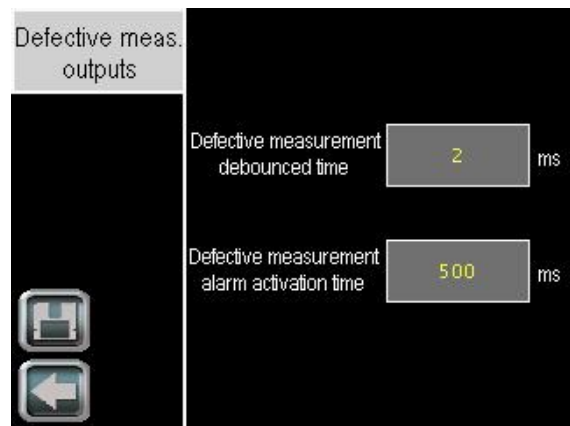 Defective meas.
outputs
Defective measurement
debounced time
2
ms
Defective measurement
alarm activation time
500
ms